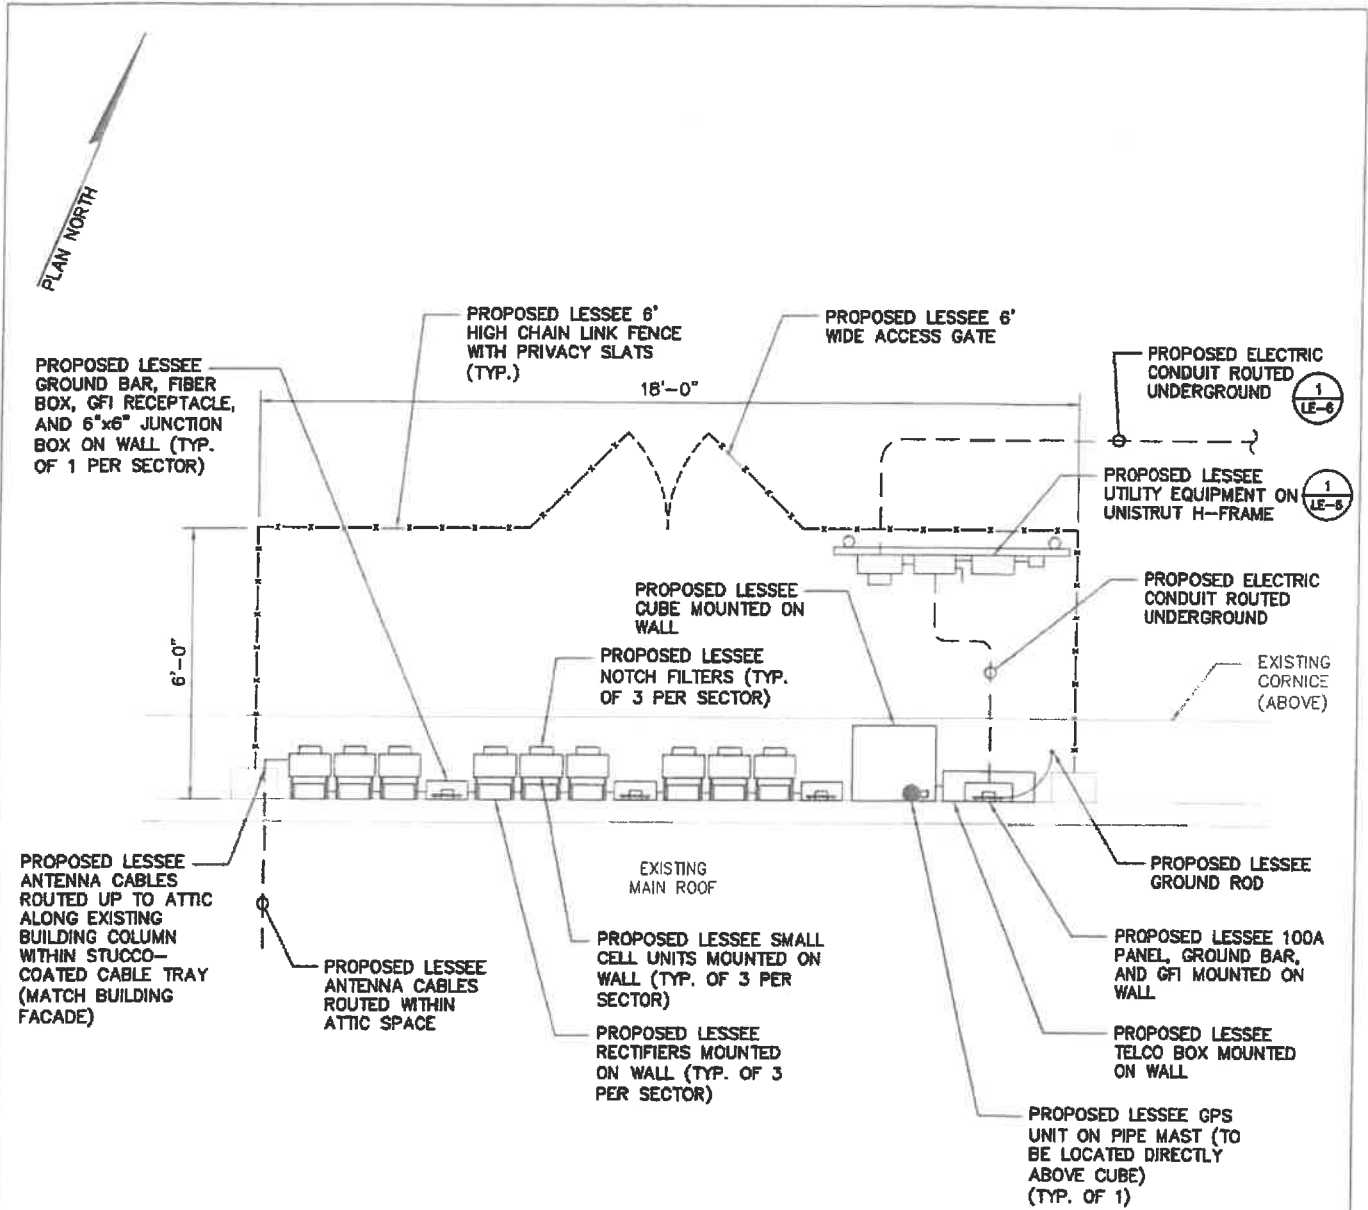 PLAN NORTH
PROPOSED LESSEE 6'
HIGH CHAIN LINK FENCE
WITH PRIVACY SLATS
(TYP.)
PROPOSED LESSEE 6'
WIDE ACCESS GATE
PROPOSED ELECTRIC
CONDUIT ROUTED
UNDERGROUND
1
LE-6
PROPOSED LESSEE
GROUND BAR, FIBER
BOX, GFI RECEPTACLE,
AND 6"x6" JUNCTION
BOX ON WALL (TYP.
OF 1 PER SECTOR)
18'-0"
PROPOSED LESSEE
UTILITY EQUIPMENT ON
UNISTRUT H-FRAME
1
LE-5
PROPOSED LESSEE
CUBE MOUNTED ON
WALL
PROPOSED ELECTRIC
CONDUIT ROUTED
UNDERGROUND
6'-0"
PROPOSED LESSEE
NOTCH FILTERS (TYP.
OF 3 PER SECTOR)
EXISTING
CORNICE
(ABOVE)
PROPOSED LESSEE
ANTENNA CABLES
ROUTED UP TO ATTIC
ALONG EXISTING
BUILDING COLUMN
WITHIN STUCCO-
COATED CABLE TRAY
(MATCH BUILDING
FACADE)
EXISTING
MAIN ROOF
PROPOSED LESSEE
GROUND ROD
PROPOSED LESSEE
ANTENNA CABLES
ROUTED WITHIN
ATTIC SPACE
PROPOSED LESSEE SMALL
CELL UNITS MOUNTED ON
WALL (TYP. OF 3 PER
SECTOR)
PROPOSED LESSEE 100A
PANEL, GROUND BAR,
AND GFI MOUNTED ON
WALL
PROPOSED LESSEE
RECTIFIERS MOUNTED
ON WALL (TYP. OF 3
PER SECTOR)
PROPOSED LESSEE
TELCO BOX MOUNTED
ON WALL
PROPOSED LESSEE GPS
UNIT ON PIPE MAST (TO
BE LOCATED DIRECTLY
ABOVE CUBE)
(TYP. OF 1)